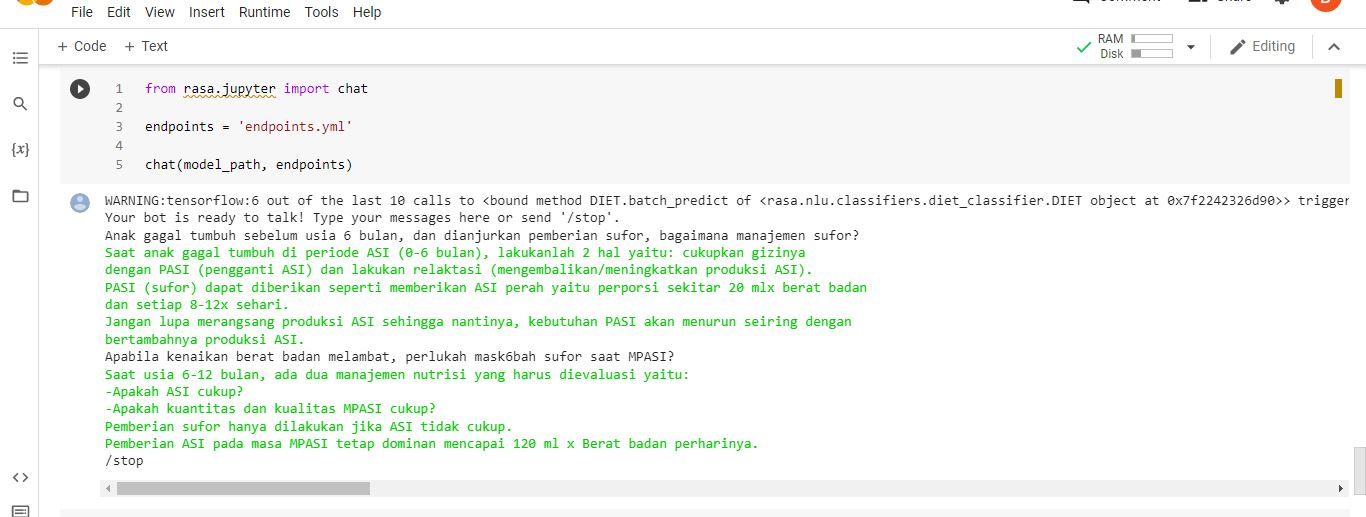 File Edit View Insert Runtime Tools Help
+ Code + Text
RAM
Disk
Editing
1 from rasa.jupyter import chat
2
3 endpoints = 'endpoints.yml'
4
5 chat(model_path, endpoints)
{x}
WARNING:tensorflow:6 out of the last 10 calls to <bound method DIET.batch_predict of <rasa.nlu.classifiers.diet_classifier.DIET object at 0x7f2242326d90>> trigger
Your bot is ready to talk! Type your messages here or send '/stop'.
Anak gagal tumbuh sebelum usia 6 bulan, dan dianjurkan pemberian sufor, bagaimana manajemen sufor?
Saat anak gagal tumbuh di periode ASI (0-6 bulan), lakukanlah 2 hal yaitu: cukupkan gizinya
dengan PASI (pengganti ASI) dan lakukan relaktasi (mengembalikan/meningkatkan produksi ASI).
PASI (sufor) dapat diberikan seperti memberikan ASI perah yaitu perporsi sekitar 20 mlx berat badan
dan setiap 8-12x sehari.
Jangan lupa merangsang produksi ASI sehingga nantinya, kebutuhan PASI akan menurun seiring dengan
bertambahnya produksi ASI.
Apabila kenaikan berat badan melambat, perlukah mask6bah sufor saat MPASI?
Saat usia 6-12 bulan, ada dua manajemen nutrisi yang harus dievaluasi yaitu:
-Apakah ASI cukup?
-Apakah kuantitas dan kualitas MPASI cukup?
Pemberian sufor hanya dilakukan jika ASI tidak cukup.
Pemberian ASI pada masa MPASI tetap dominan mencapai 120 ml x Berat badan perharinya.
/stop